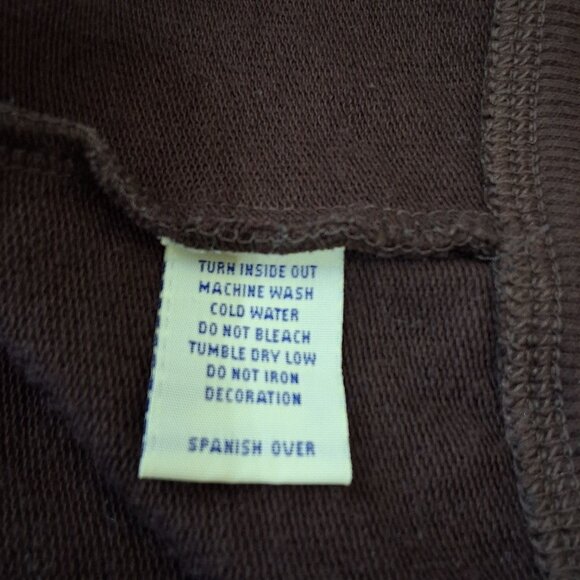 TURN INSIDE OUT
MACHINE WASH
COLD WATER
DO NOT BLEACH
TUMBLE DRY LOW
DO NOT IRON
DECORATION
SPANISH OVER